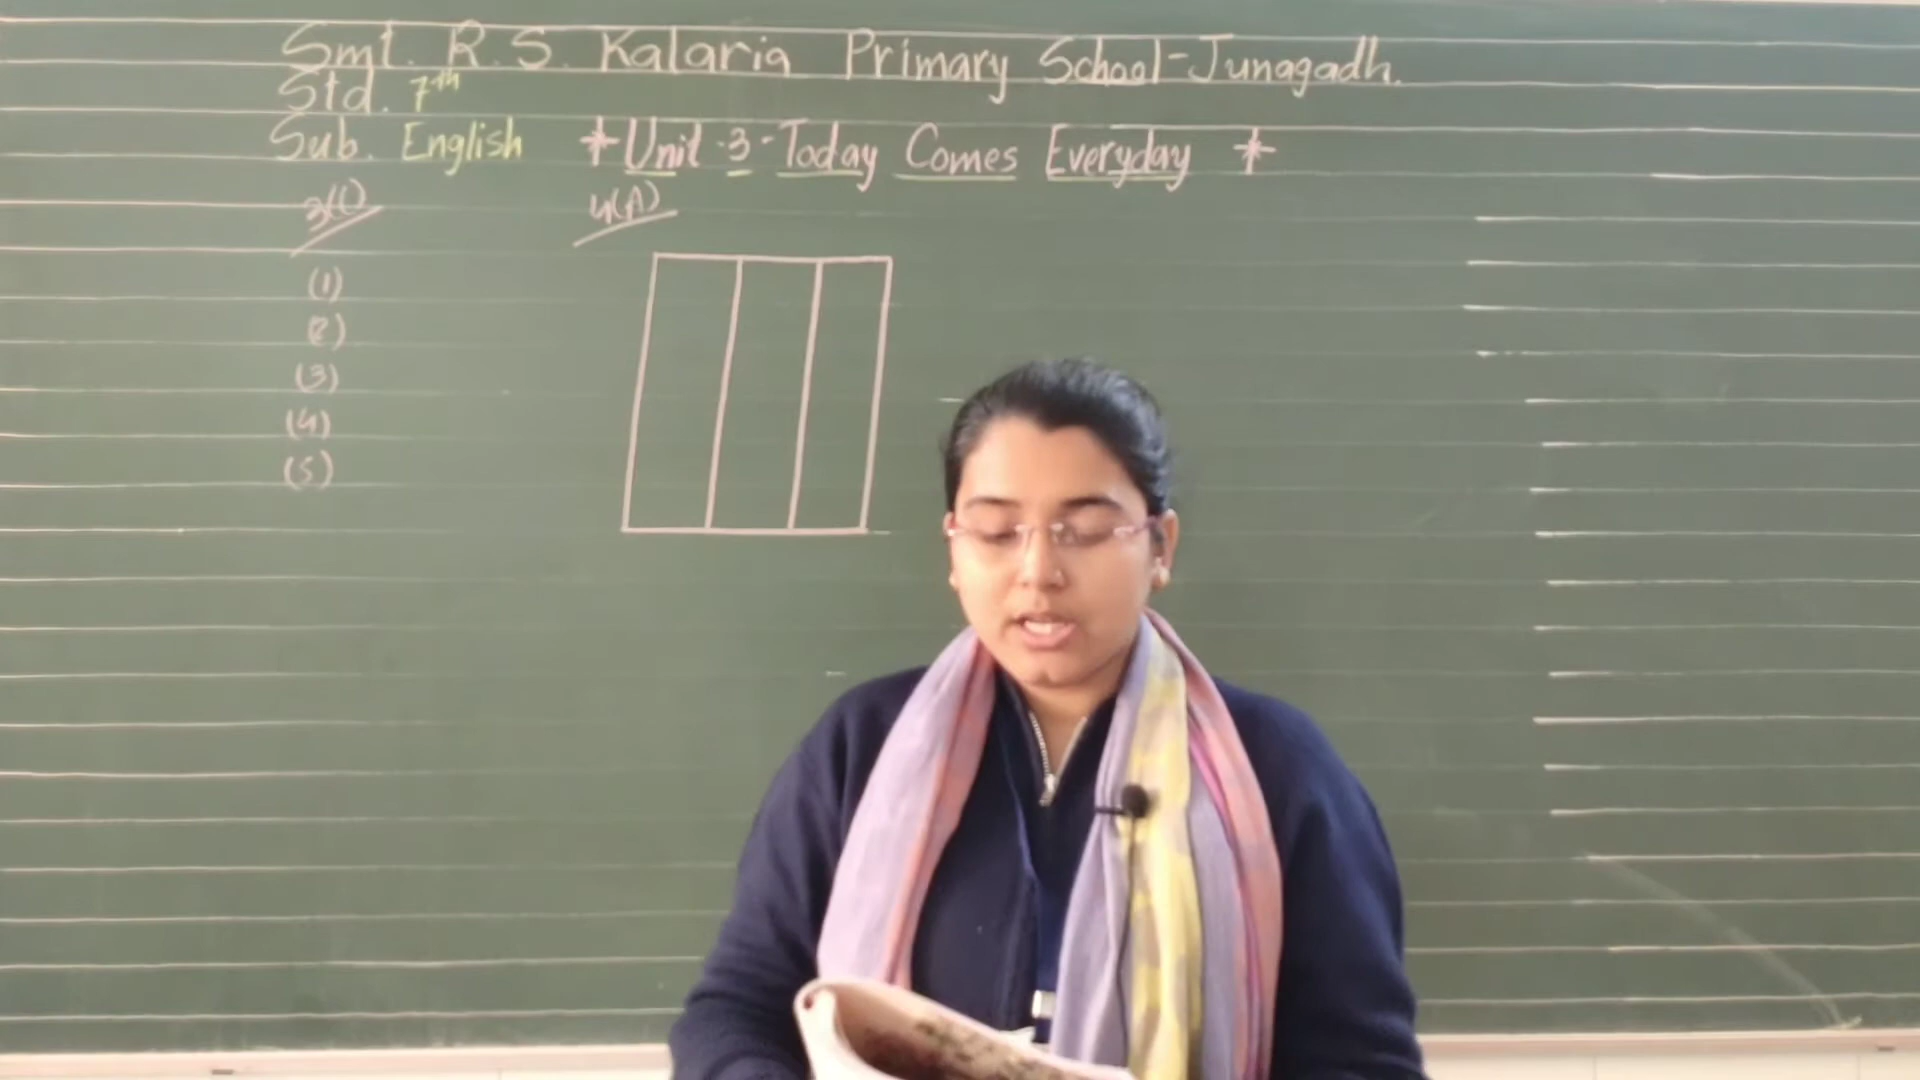 Smt. R.S. Kalaria Primary School-Junagadh.
Std. 7th
Sub. English * Unit-3-Today Comes Everyday *
3(C) 4(A)
(1)
(2)
(3)
(4)
(5)